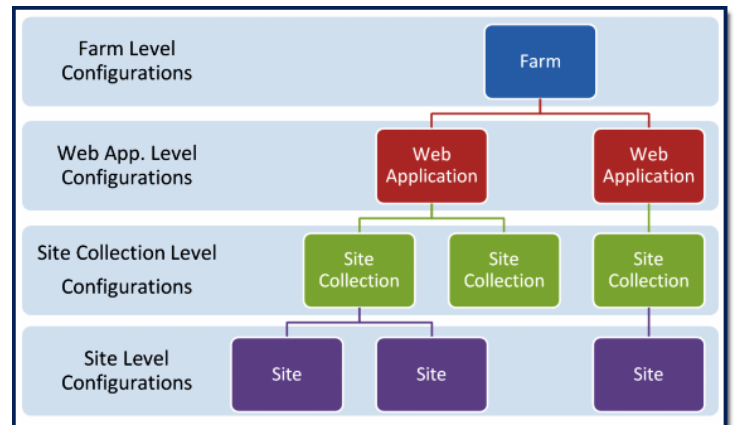 Farm Level
Configurations
Farm
Web App. Level
Configurations
Web
Application
Web
Application
Site Collection Level
Configurations
Site
Collection
Site
Collection
Site
Collection
Site Level
Configurations
Site
Site
Site